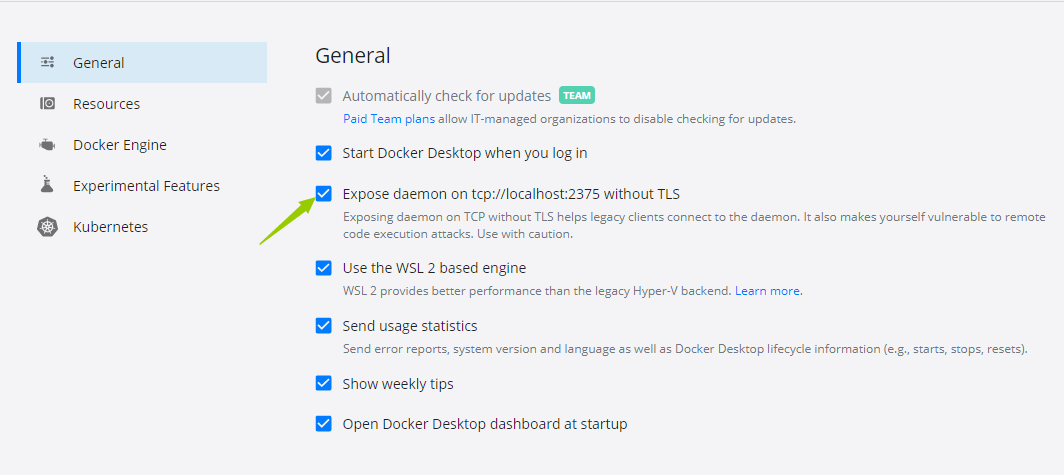 General
Resources
Docker Engine
Experimental Features
Kubernetes
General
Automatically check for updates TEAM
Paid Team plans allow IT-managed organizations to disable checking for updates.
Start Docker Desktop when you log in
Expose daemon on tcp://localhost:2375 without TLS
Exposing daemon on TCP without TLS helps legacy clients connect to the daemon. It also makes yourself vulnerable to remote
code execution attacks. Use with caution.
Use the WSL 2 based engine
WSL 2 provides better performance than the legacy Hyper-V backend. Learn more.
Send usage statistics
Send error reports, system version and language as well as Docker Desktop lifecycle information (e.g., starts, stops, resets).
Show weekly tips
Open Docker Desktop dashboard at startup